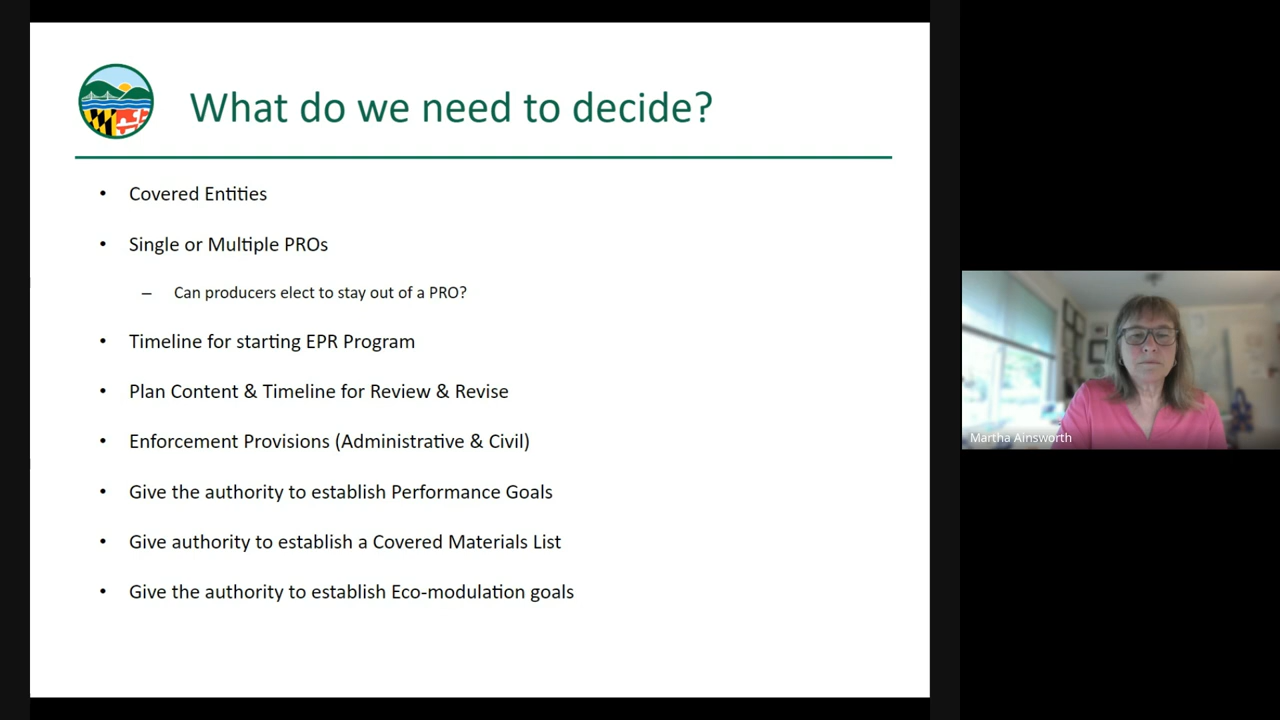 What do we need to decide?
• Covered Entities
• Single or Multiple PROs
– Can producers elect to stay out of a PRO?
• Timeline for starting EPR Program
• Plan Content & Timeline for Review & Revise
• Enforcement Provisions (Administrative & Civil)
• Give the authority to establish Performance Goals
• Give authority to establish a Covered Materials List
• Give the authority to establish Eco-modulation goals
Martha Ainsworth